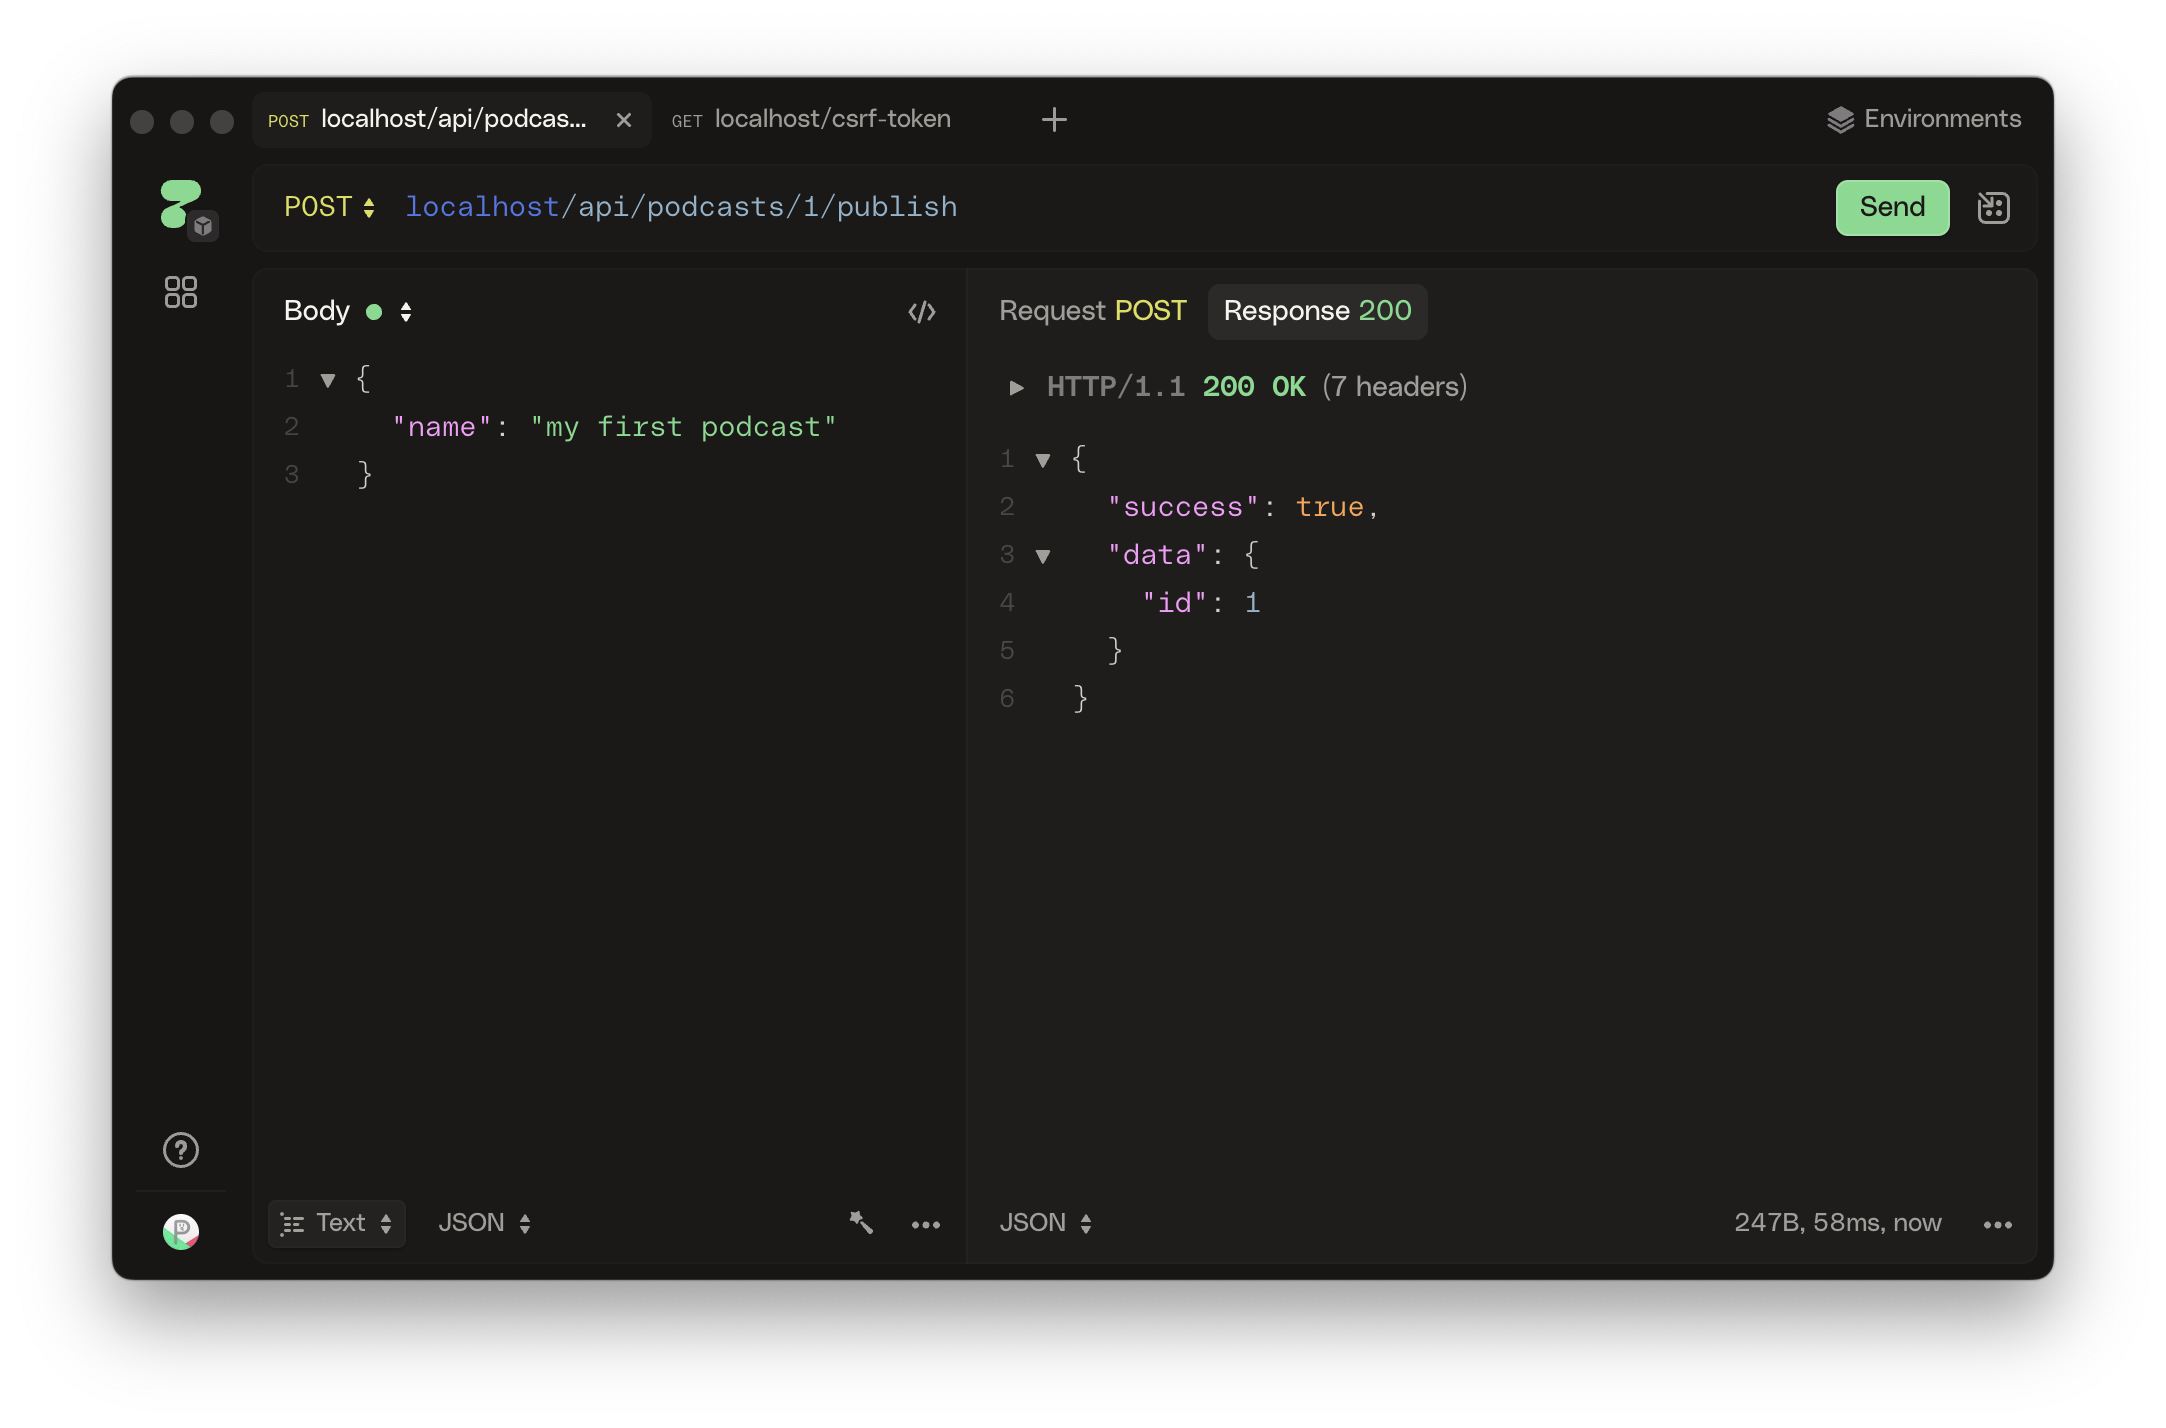 POST localhost/api/podcas... GET localhost/csrf-token Environments
POST localhost/api/podcasts/1/publish Send
Body
1 {
2 "name": "my first podcast"
3 }
Text JSON
Request POST Response 200
HTTP/1.1 200 OK (7 headers)
1 {
2 "success": true,
3 "data": {
4 "id": 1
5 }
6 }
JSON 247B, 58ms, now